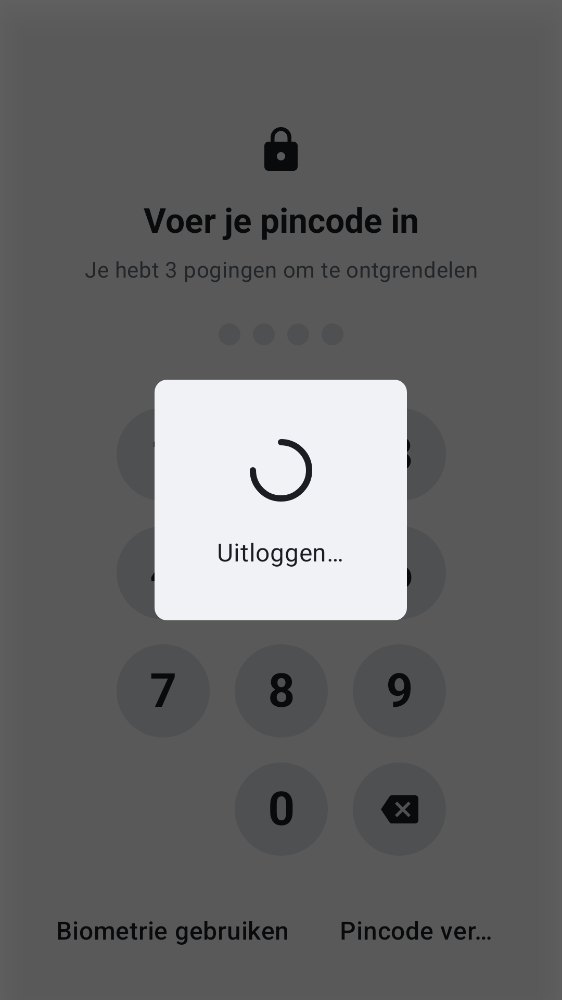 Voer je pincode in
Je hebt 3 pogingen om te ontgrendelen
Uitloggen…
7 8 9
0
Biometrie gebruiken Pincode ver…